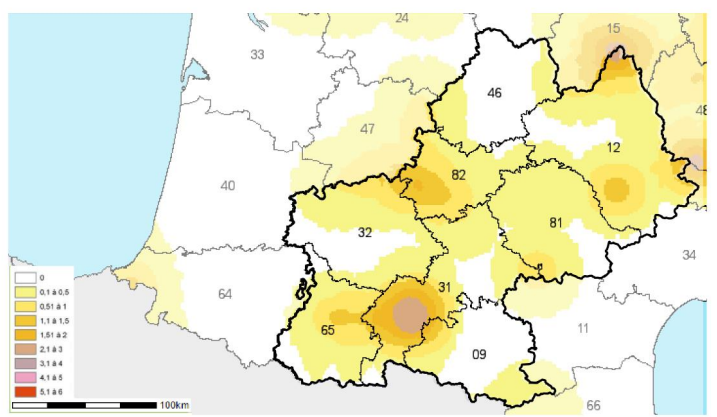 24
15
33
46
48
47
12
82
40
81
32
34
31
64
65
11
09
66
0
0,1 à 0,5
0,51 à 1
1,1 à 1,5
1,51 à 2
2,1 à 3
3,1 à 4
4,1 à 5
5,1 à 6
100km